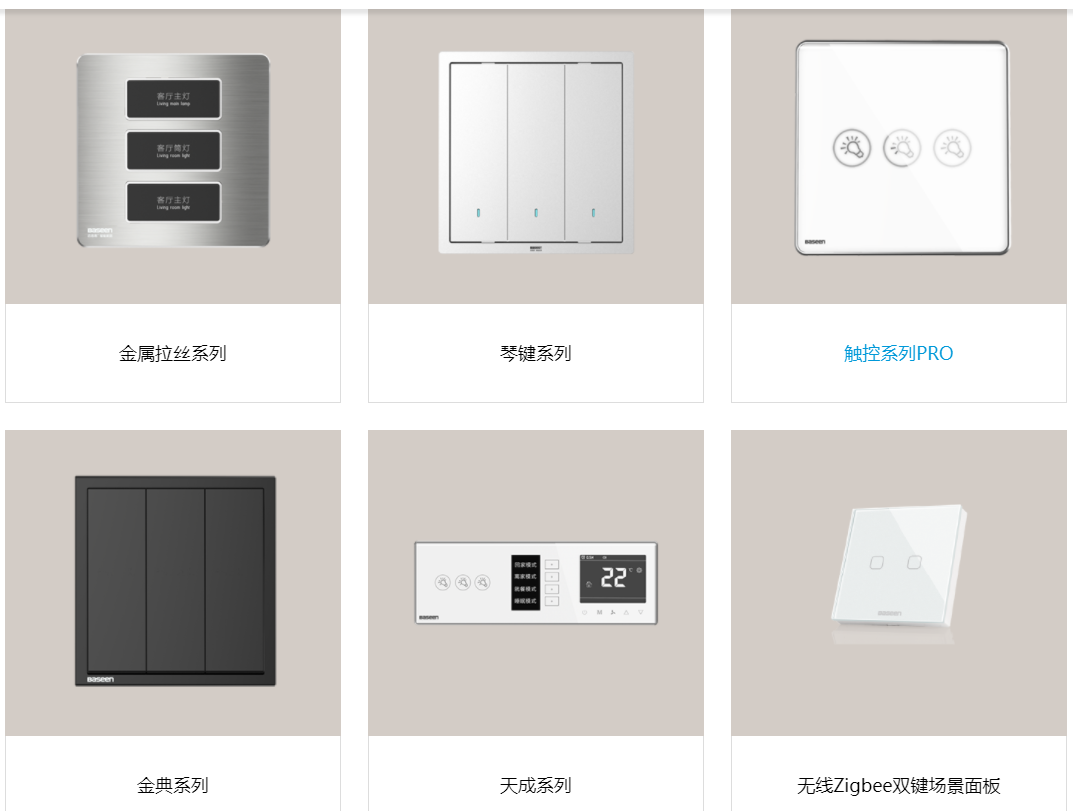 客厅主灯
Living main lamp
客厅筒灯
Living room light
客厅主灯
Living room light
Baseen
Baseen
Baseen
金属拉丝系列
琴键系列
触控系列PRO
Baseen
回家模式
离家模式
就餐模式
睡眠模式
22
℃
M
Baseen
Baseen
金典系列
天成系列
无线Zigbee双键场景面板